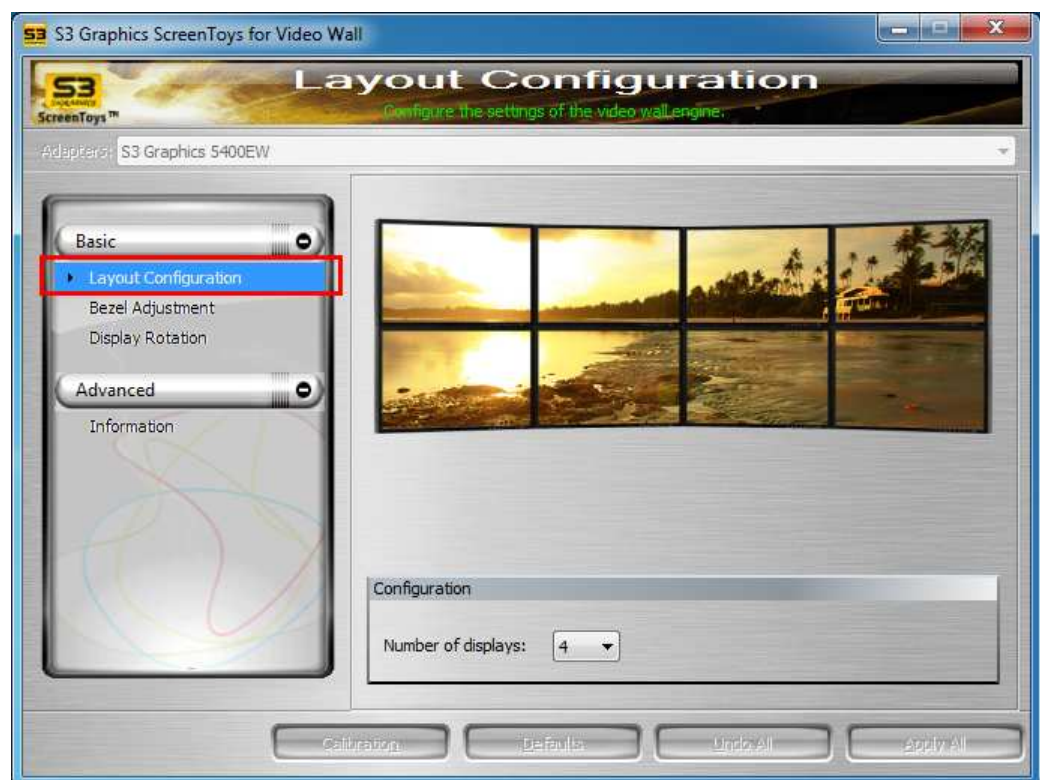 S3 S3 Graphics ScreenToys for Video Wall
S3
ScreenToys™
Layout Configuration
Configure the settings of the video wall engine.
Adapters: S3 Graphics 5400EW
Basic
Layout Configuration
Bezel Adjustment
Display Rotation
Advanced
Information
Configuration
Number of displays: 4
Calibration
Defaults
Undo All
Apply All